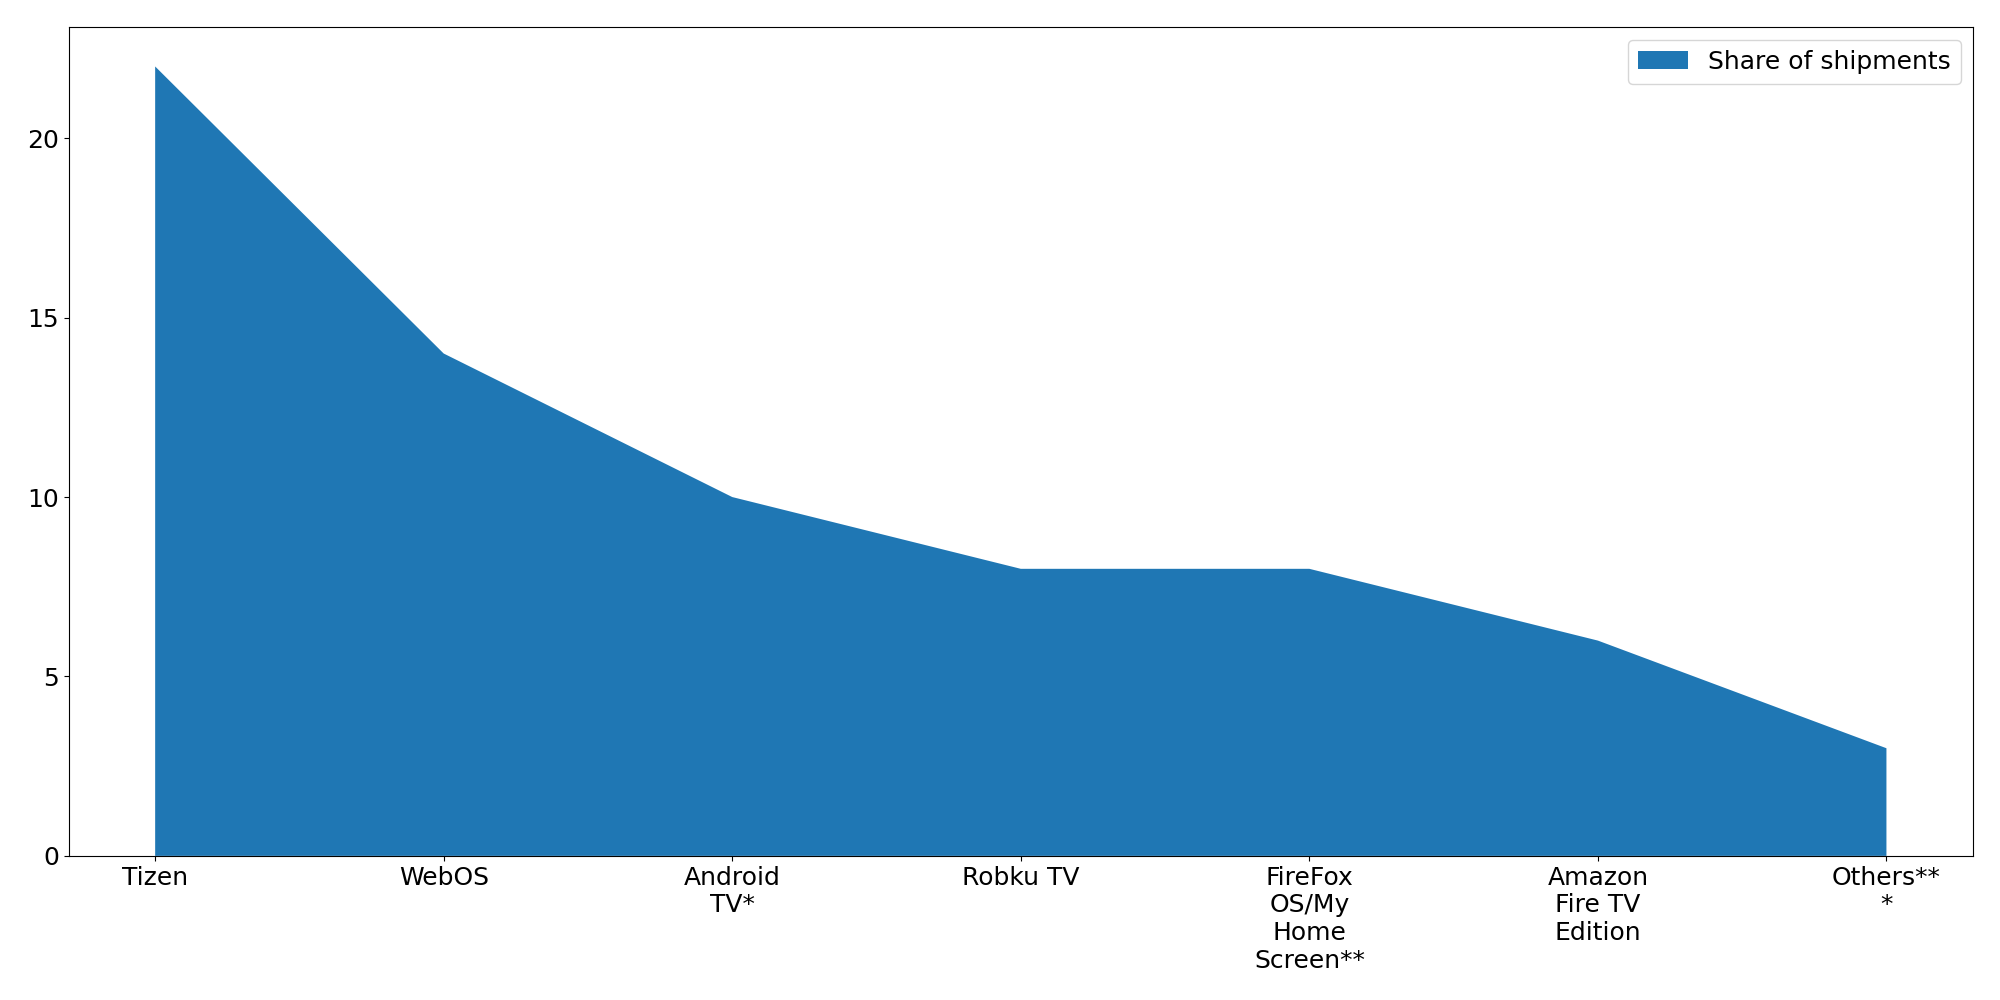 Share of shipments
20
15
10
5
0
Tizen
WebOS
Android
TV*
Robku TV
FireFox
OS/My
Home
Screen**
Amazon
Fire TV
Edition
Others**
*